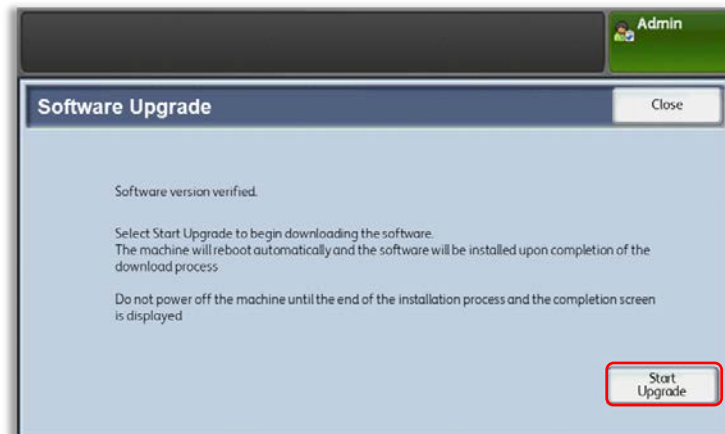 Admin
Software Upgrade
Close
Software version verified.
Select Start Upgrade to begin downloading the software.
The machine will reboot automatically and the software will be installed upon completion of the
download process
Do not power off the machine until the end of the installation process and the completion screen
is displayed
Start
Upgrade